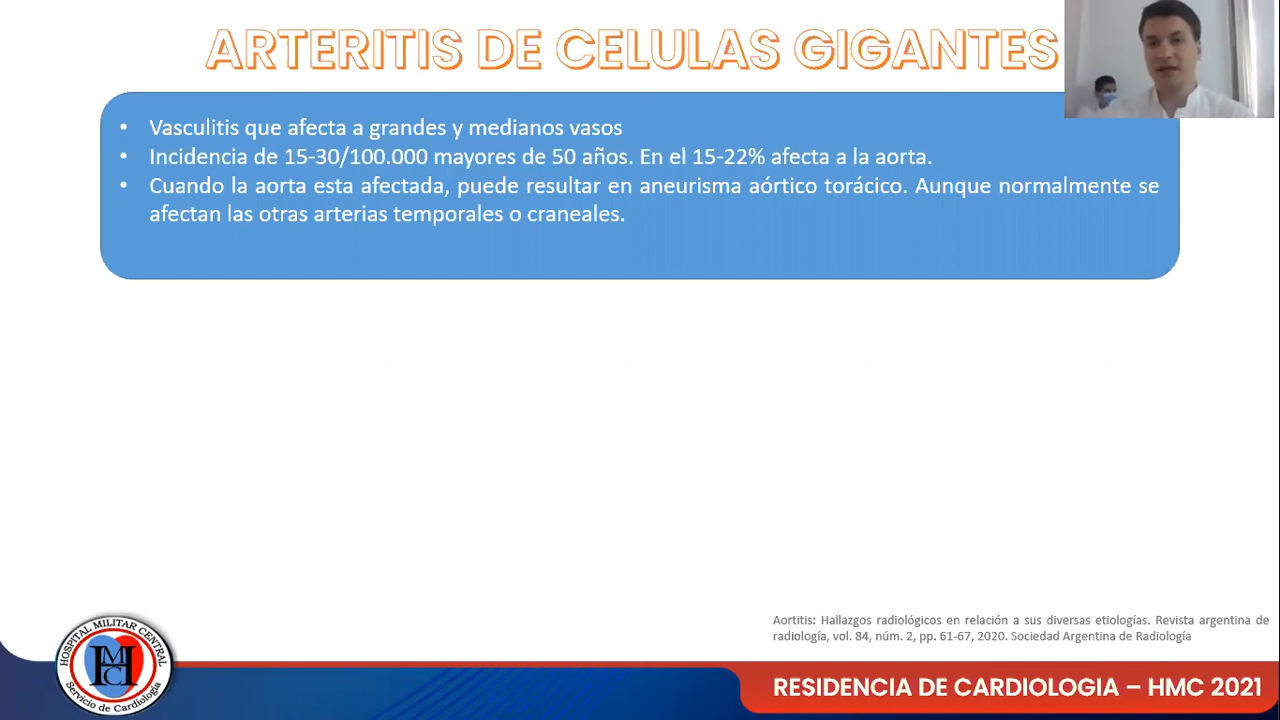 ARTERITIS DE CELULAS GIGANTES
• Vasculitis que afecta a grandes y medianos vasos
• Incidencia de 15-30/100.000 mayores de 50 años. En el 15-22% afecta a la aorta.
• Cuando la aorta esta afectada, puede resultar en aneurisma aórtico torácico. Aunque normalmente se
afectan las otras arterias temporales o craneales.
Aortitis: Hallazgos radiológicos en relación a sus diversas etiologías. Revista argentina de
radiología, vol. 84, núm. 2, pp. 61-67, 2020. Sociedad Argentina de Radiología
HOSPITAL MILITAR CENTRAL
HMC
Servicio de Cardiología
RESIDENCIA DE CARDIOLOGIA – HMC 2021